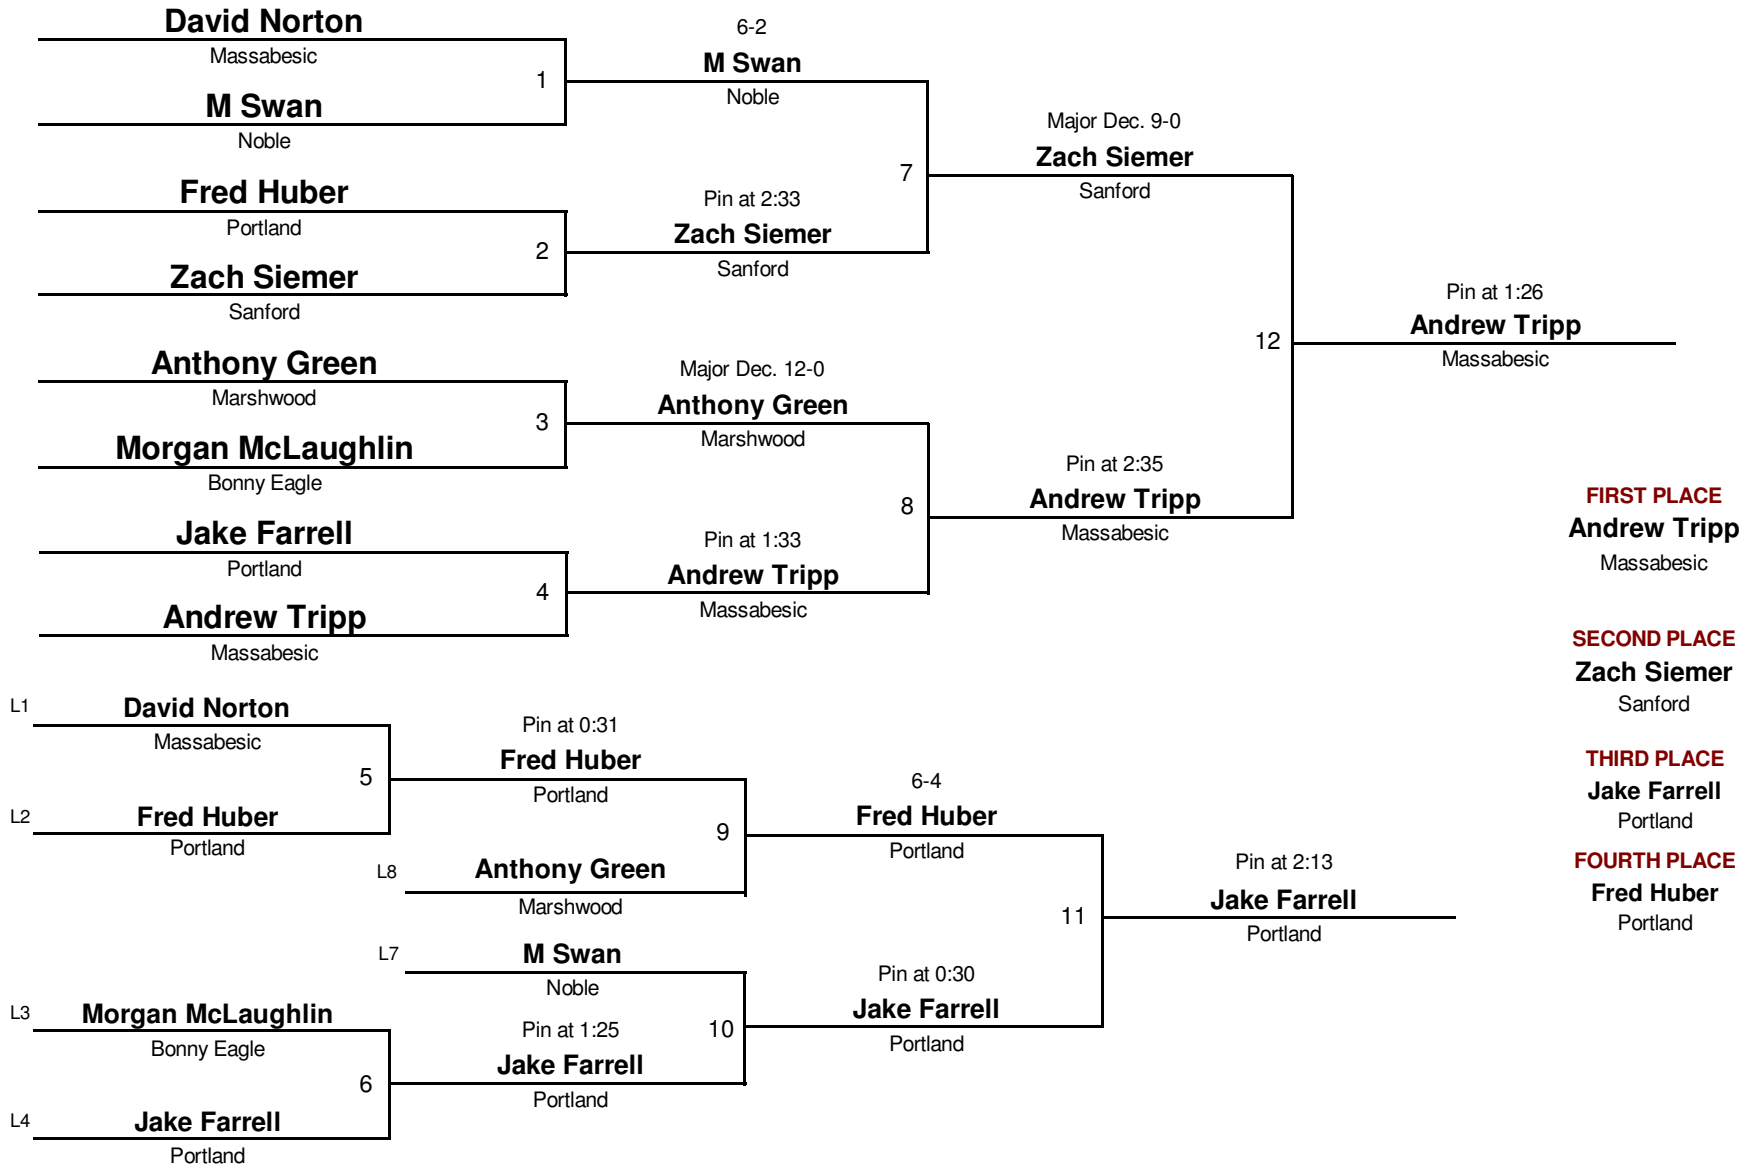 David Norton
Massabesic
1
M Swan
Noble
6-2
M Swan
Noble
Fred Huber
Portland
2
Zach Siemer
Sanford
Pin at 2:33
Zach Siemer
Sanford
7
Major Dec. 9-0
Zach Siemer
Sanford
Anthony Green
Marshwood
3
Morgan McLaughlin
Bonny Eagle
Major Dec. 12-0
Anthony Green
Marshwood
Jake Farrell
Portland
4
Andrew Tripp
Massabesic
Pin at 1:33
Andrew Tripp
Massabesic
8
Pin at 2:35
Andrew Tripp
Massabesic
12
Pin at 1:26
Andrew Tripp
Massabesic
FIRST PLACE
Andrew Tripp
Massabesic
SECOND PLACE
Zach Siemer
Sanford
THIRD PLACE
Jake Farrell
Portland
FOURTH PLACE
Fred Huber
Portland
L1
David Norton
Massabesic
5
L2
Fred Huber
Portland
Pin at 0:31
Fred Huber
Portland
9
L8
Anthony Green
Marshwood
6-4
Fred Huber
Portland
L7
M Swan
Noble
L3
Morgan McLaughlin
Bonny Eagle
6
L4
Jake Farrell
Portland
Pin at 1:25
Jake Farrell
Portland
10
Pin at 0:30
Jake Farrell
Portland
11
Pin at 2:13
Jake Farrell
Portland